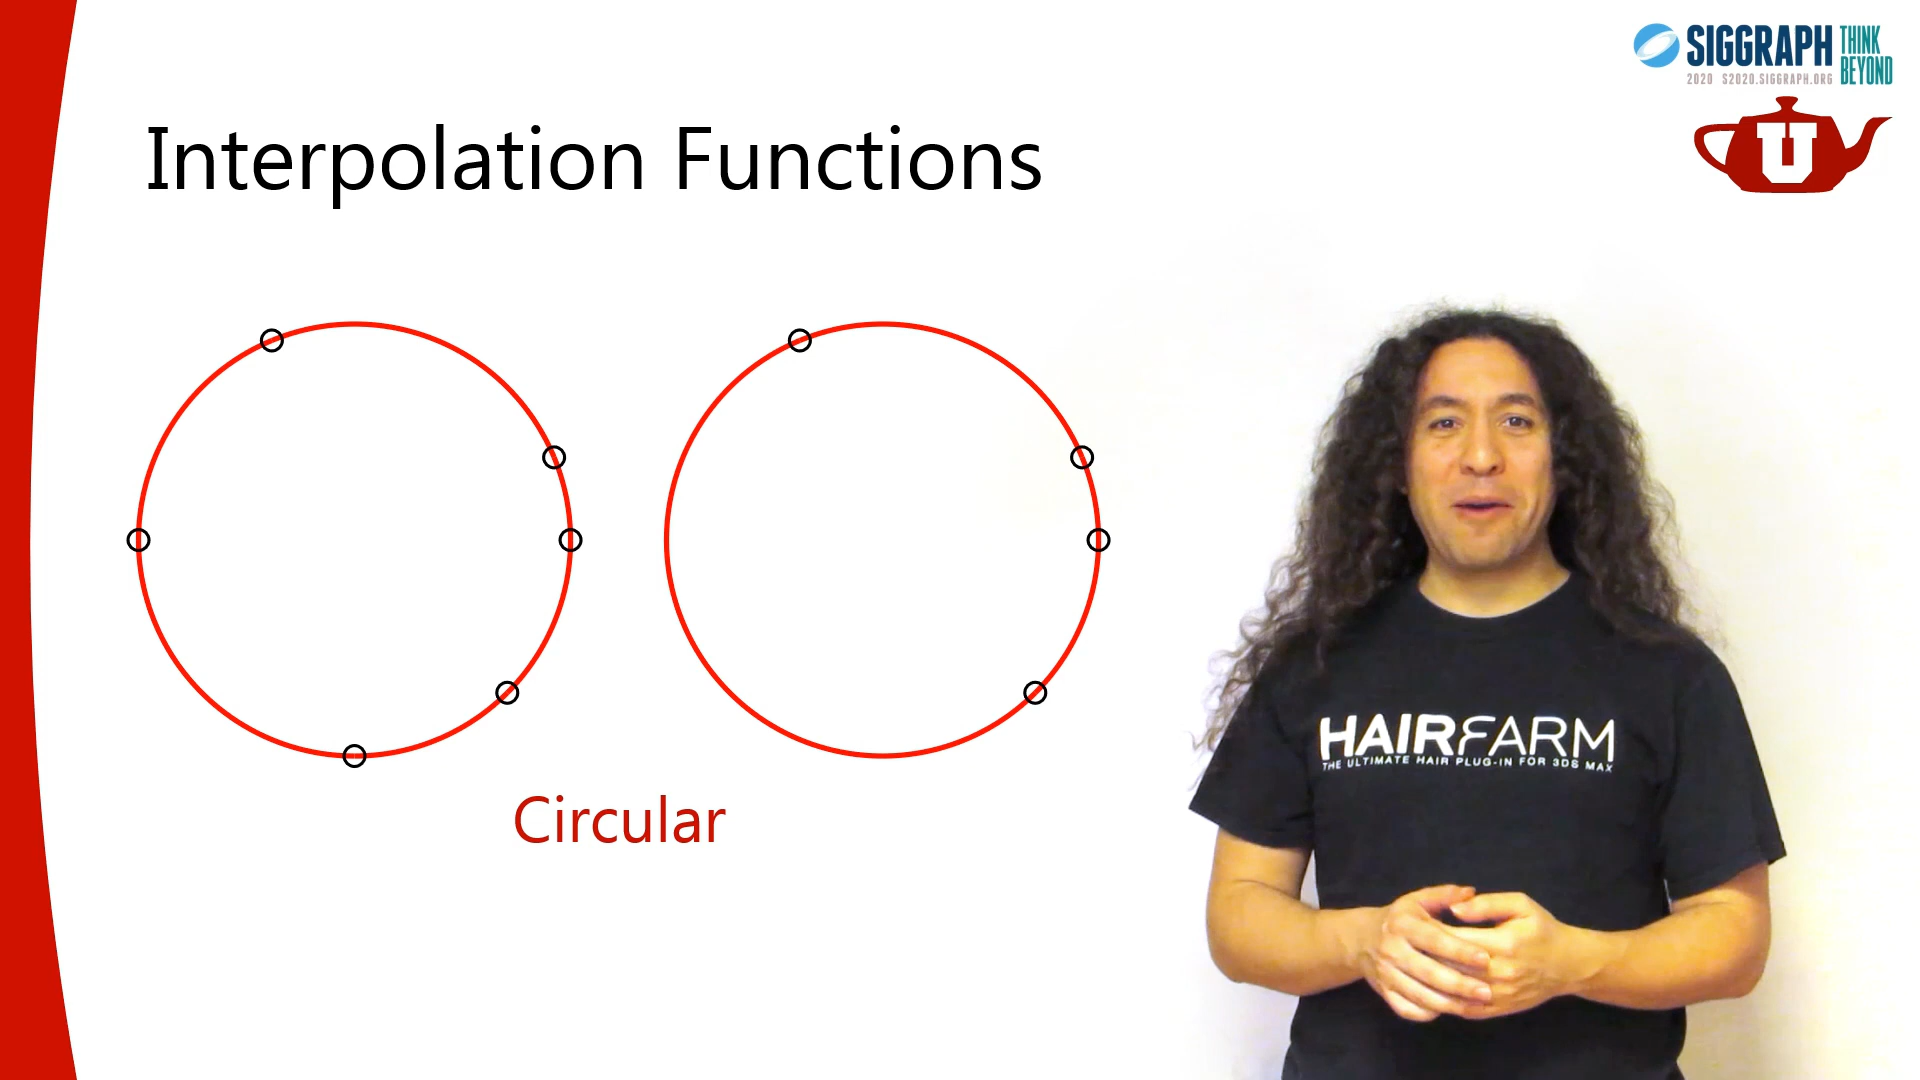 SIGGRAPH THINK BEYOND
2020 S2020.SIGGRAPH.ORG
U
Interpolation Functions
Circular
HAIRFARM
THE ULTIMATE HAIR PLUG-IN FOR 3DS MAX